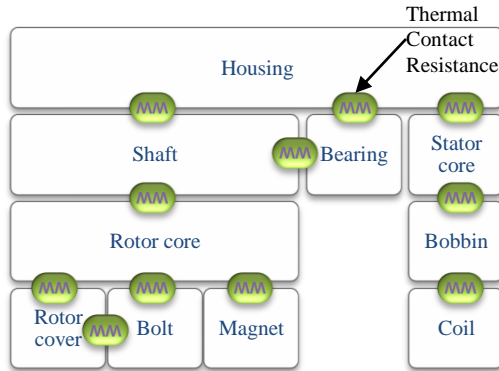 Thermal
Contact
Resistance
Housing
Shaft
Bearing
Stator
core
Rotor core
Bobbin
Rotor
cover
Bolt
Magnet
Coil